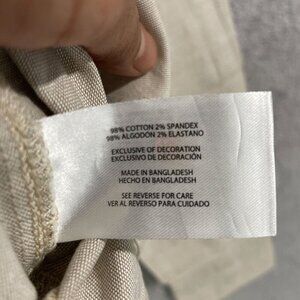 98% COTTON 2% SPANDEX
98% ALGODÓN 2% ELASTANO
EXCLUSIVE OF DECORATION
EXCLUSIVO DE DECORACIÓN
MADE IN BANGLADESH
HECHO EN BANGLADESH
SEE REVERSE FOR CARE
VER AL REVERSO PARA CUIDADO